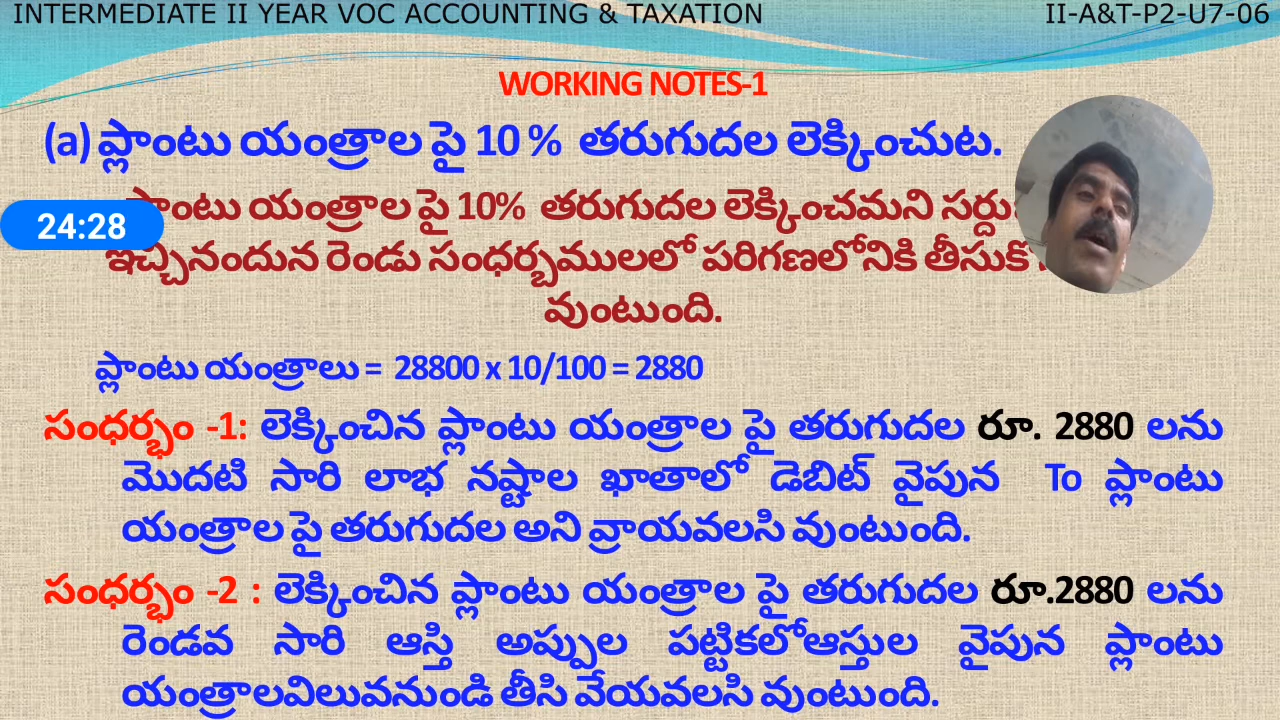 INTERMEDIATE II YEAR VOC ACCOUNTING & TAXATION II-A&T-P2-U7-06
WORKING NOTES-1
(a) ప్లాంటు యంత్రాల పై 10 % తరుగుదల లెక్కించుట.
యంత్రాల పై 10% తరుగుదల లెక్కించమని
24:28
ఇచ్చినందున రెండు సంధర్బములలో పరిగణలోనికి
వుంటుంది.
ప్లాంటు యంత్రాలు = 28800 x 10/100 = 2880
సంధర్భం -1: లెక్కించిన ప్లాంటు యంత్రాల పై తరుగుదల రూ. 2880 లను
మొదటి సారి లాభ నష్టాల ఖాతాలో డెబిట్ వైపున To ప్లాంటు
యంత్రాల పై తరుగుదల అని వ్రాయవలసి వుంటుంది.
సంధర్భం -2 : లెక్కించిన ప్లాంటు యంత్రాల పై తరుగుదల రూ.2880 లను
రెండవ సారి ఆస్తి అప్పుల పట్టికలోఆస్తుల వైపున ప్లాంటు
యంత్రాలవిలువనుండి తీసి వేయవలసి వుంటుంది.